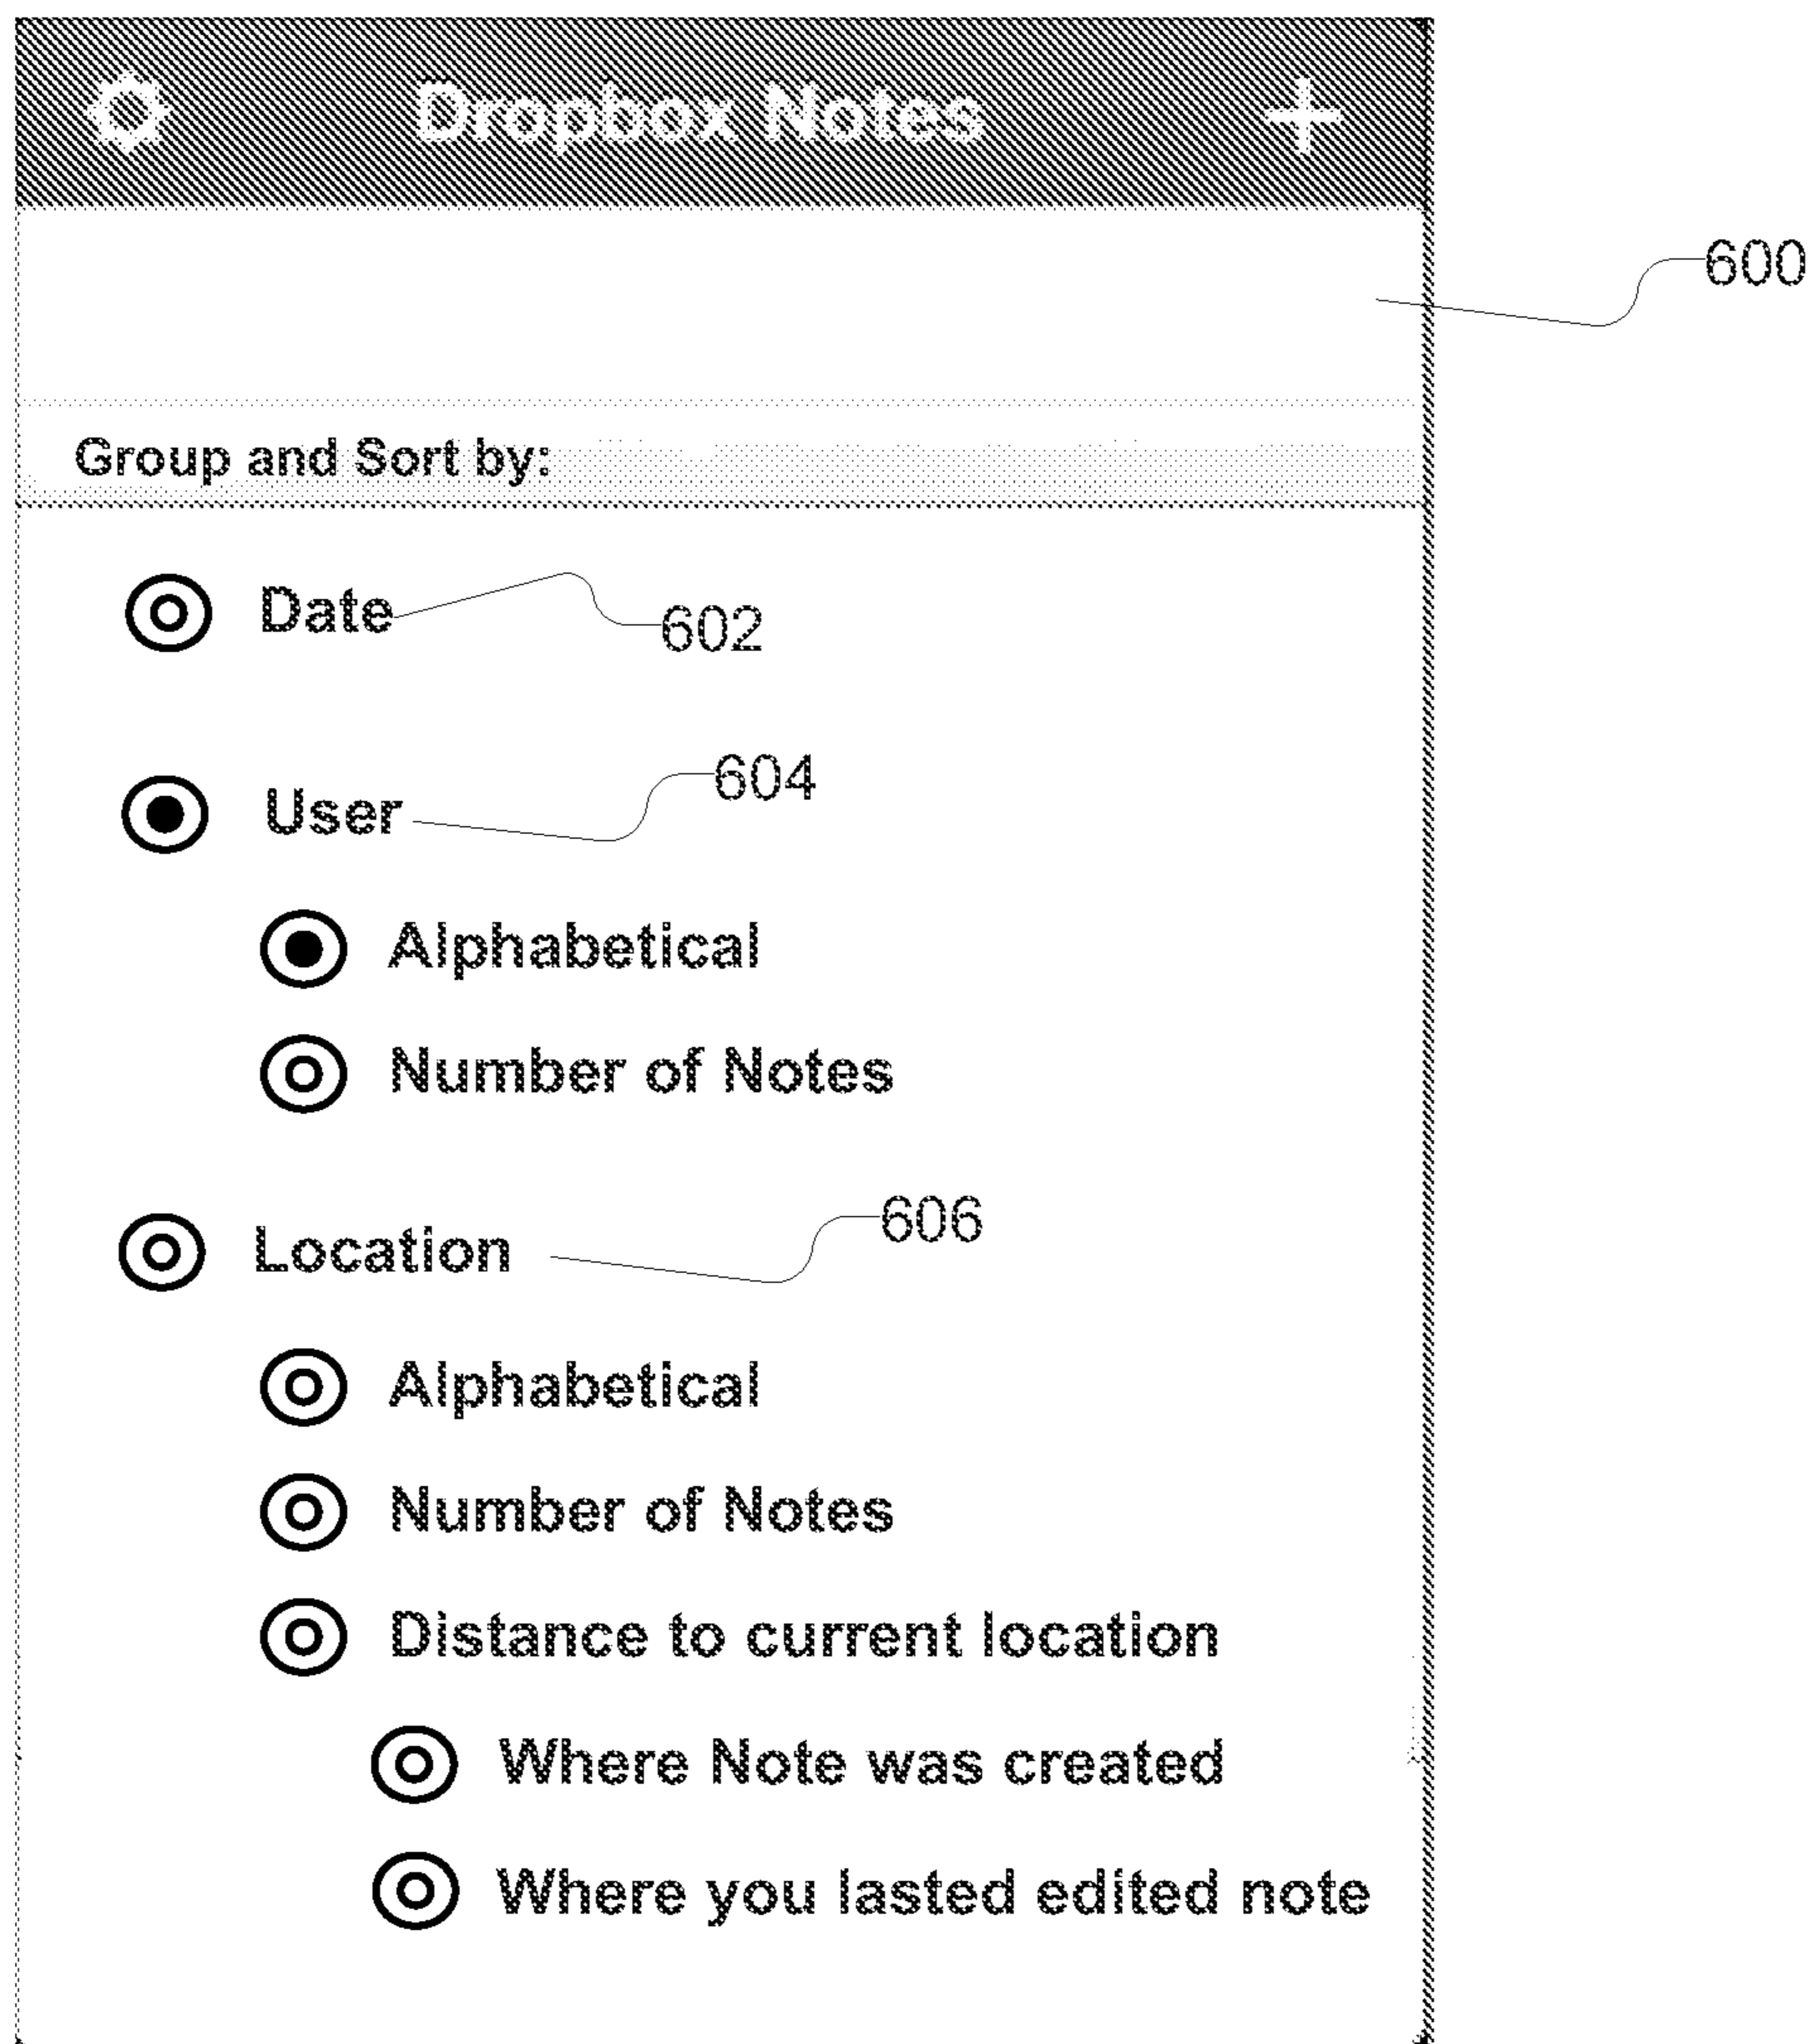 Dropbox Notes
600
Group and Sort by:
Date
602
604
User
Alphabetical
Number of Notes
606
Location
Alphabetical
Number of Notes
Distance to current location
Where Note was created
Where you lasted edited note